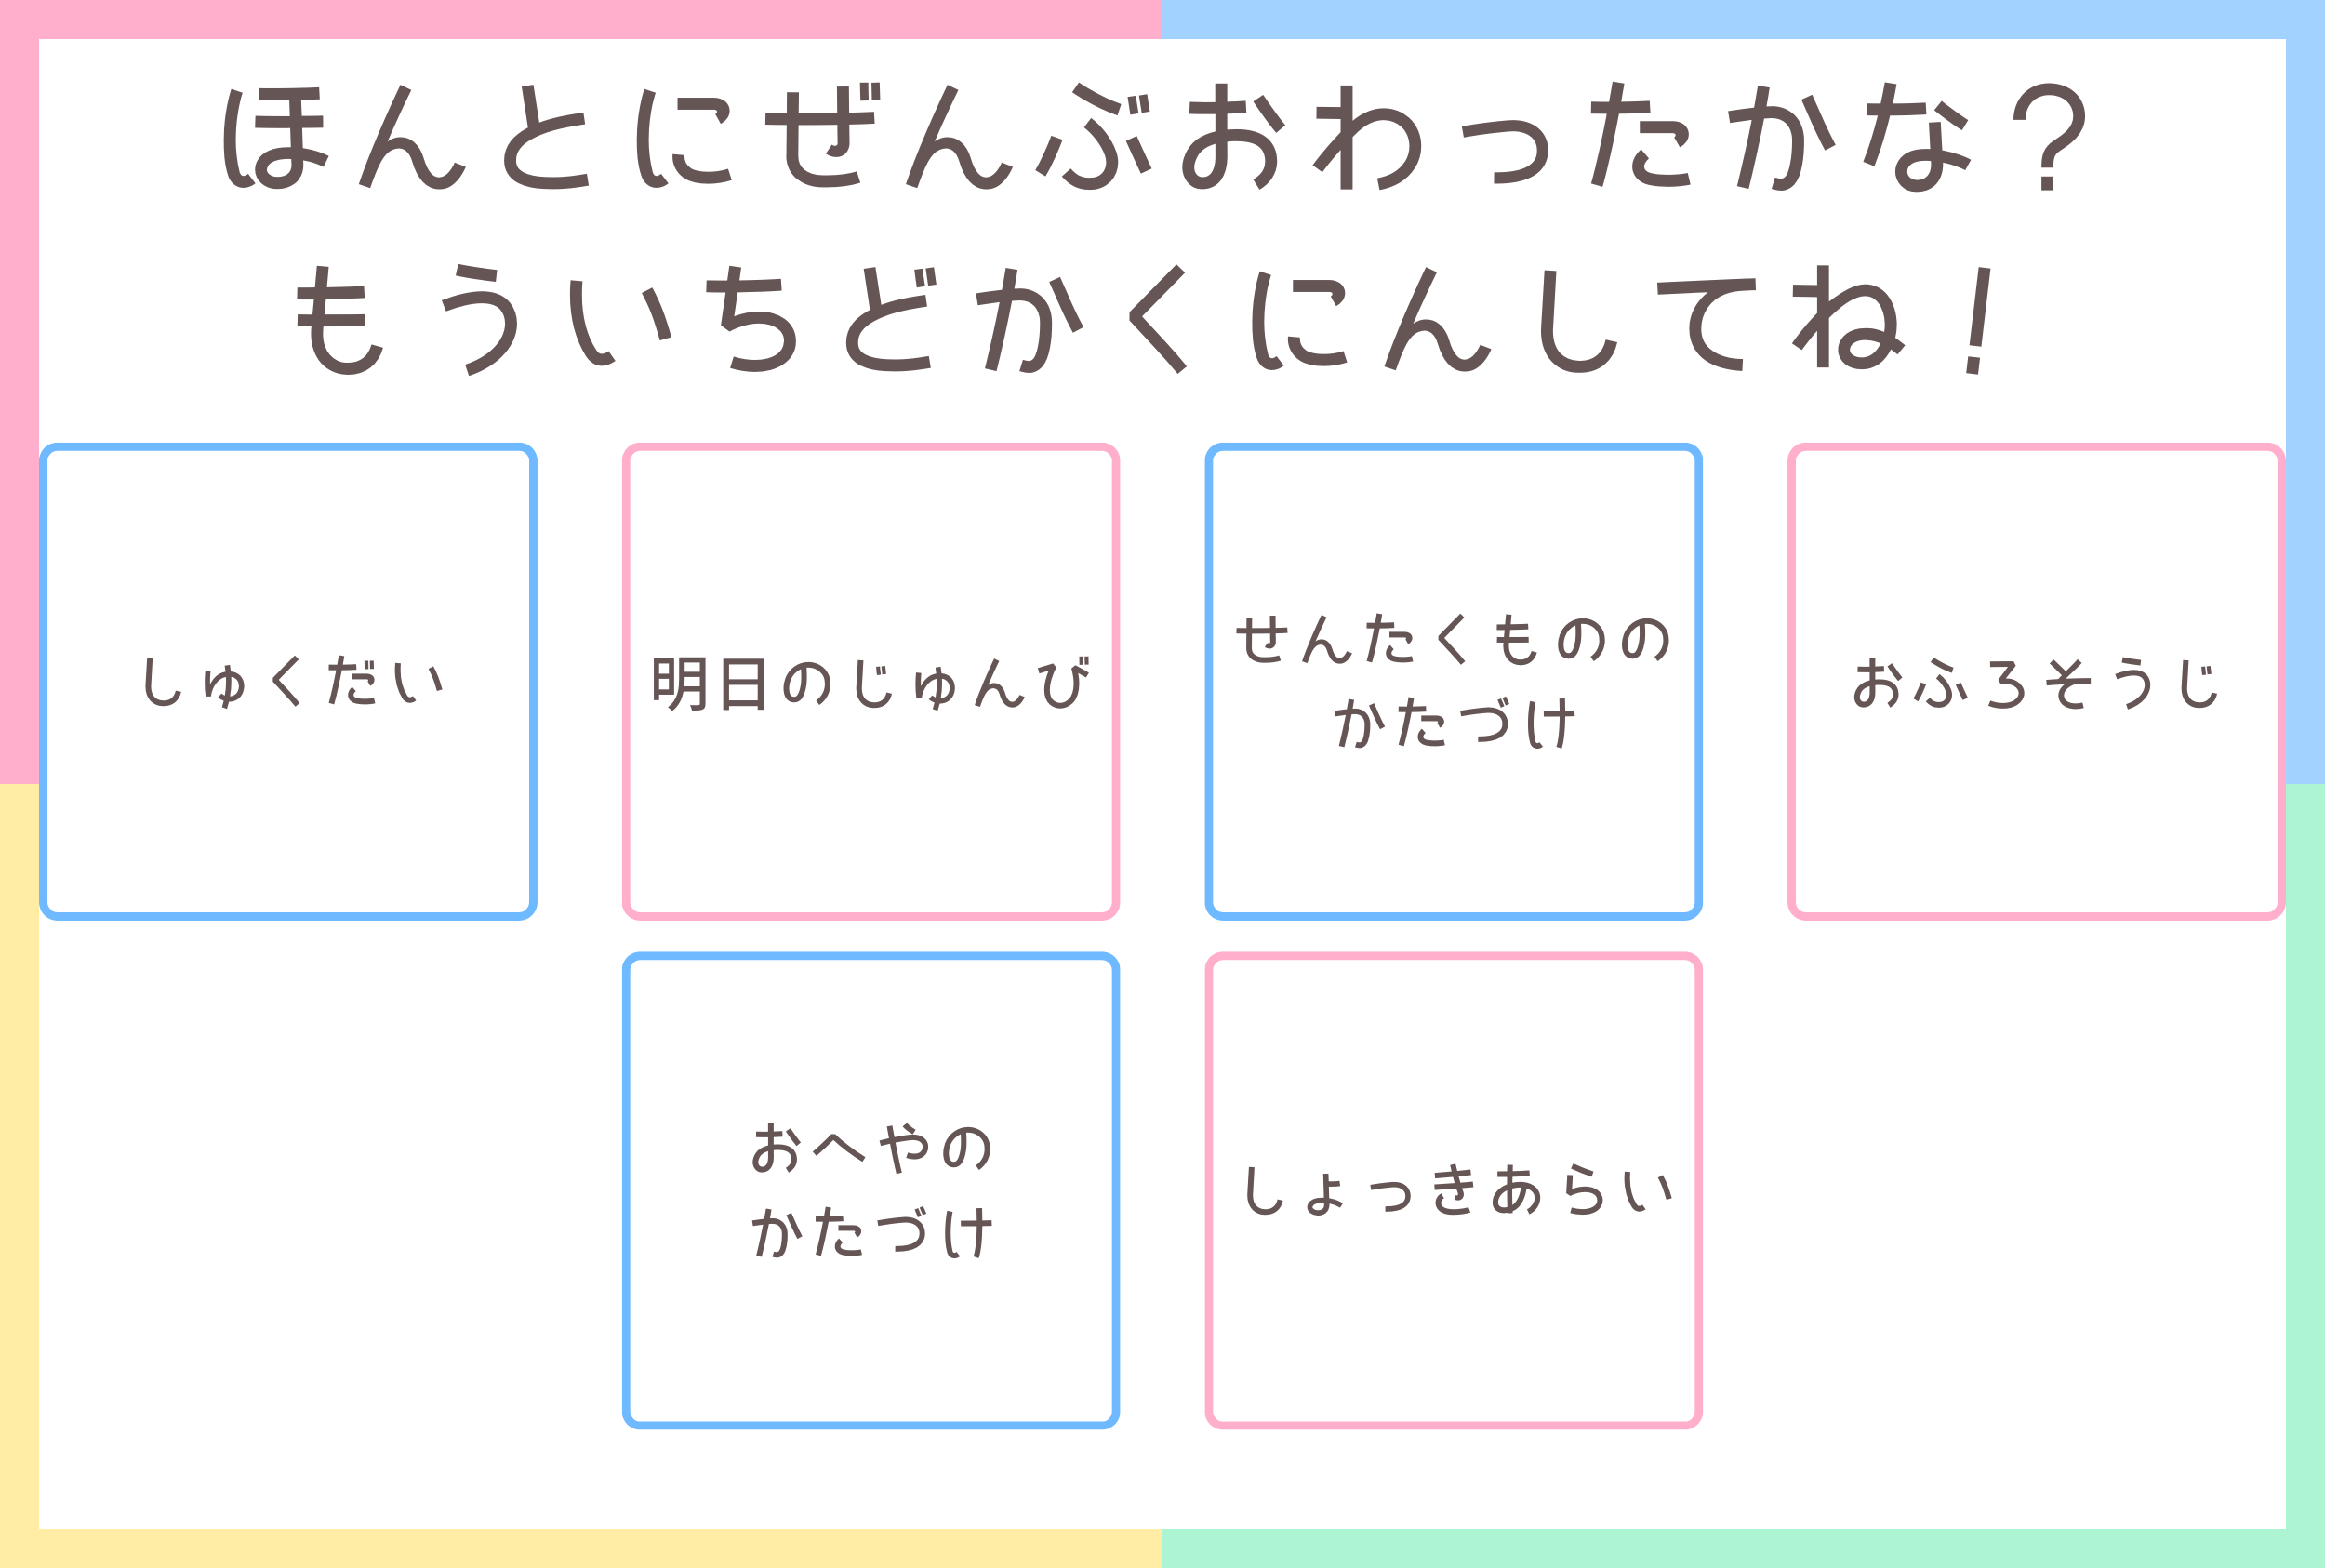 ほんとにぜんぶおわったかな？
もういちどかくにんしてね！
しゅくだい
明日のじゅんび
せんたくものの
かたづけ
おふろそうじ
おへやの
かたづけ
しょっきあらい